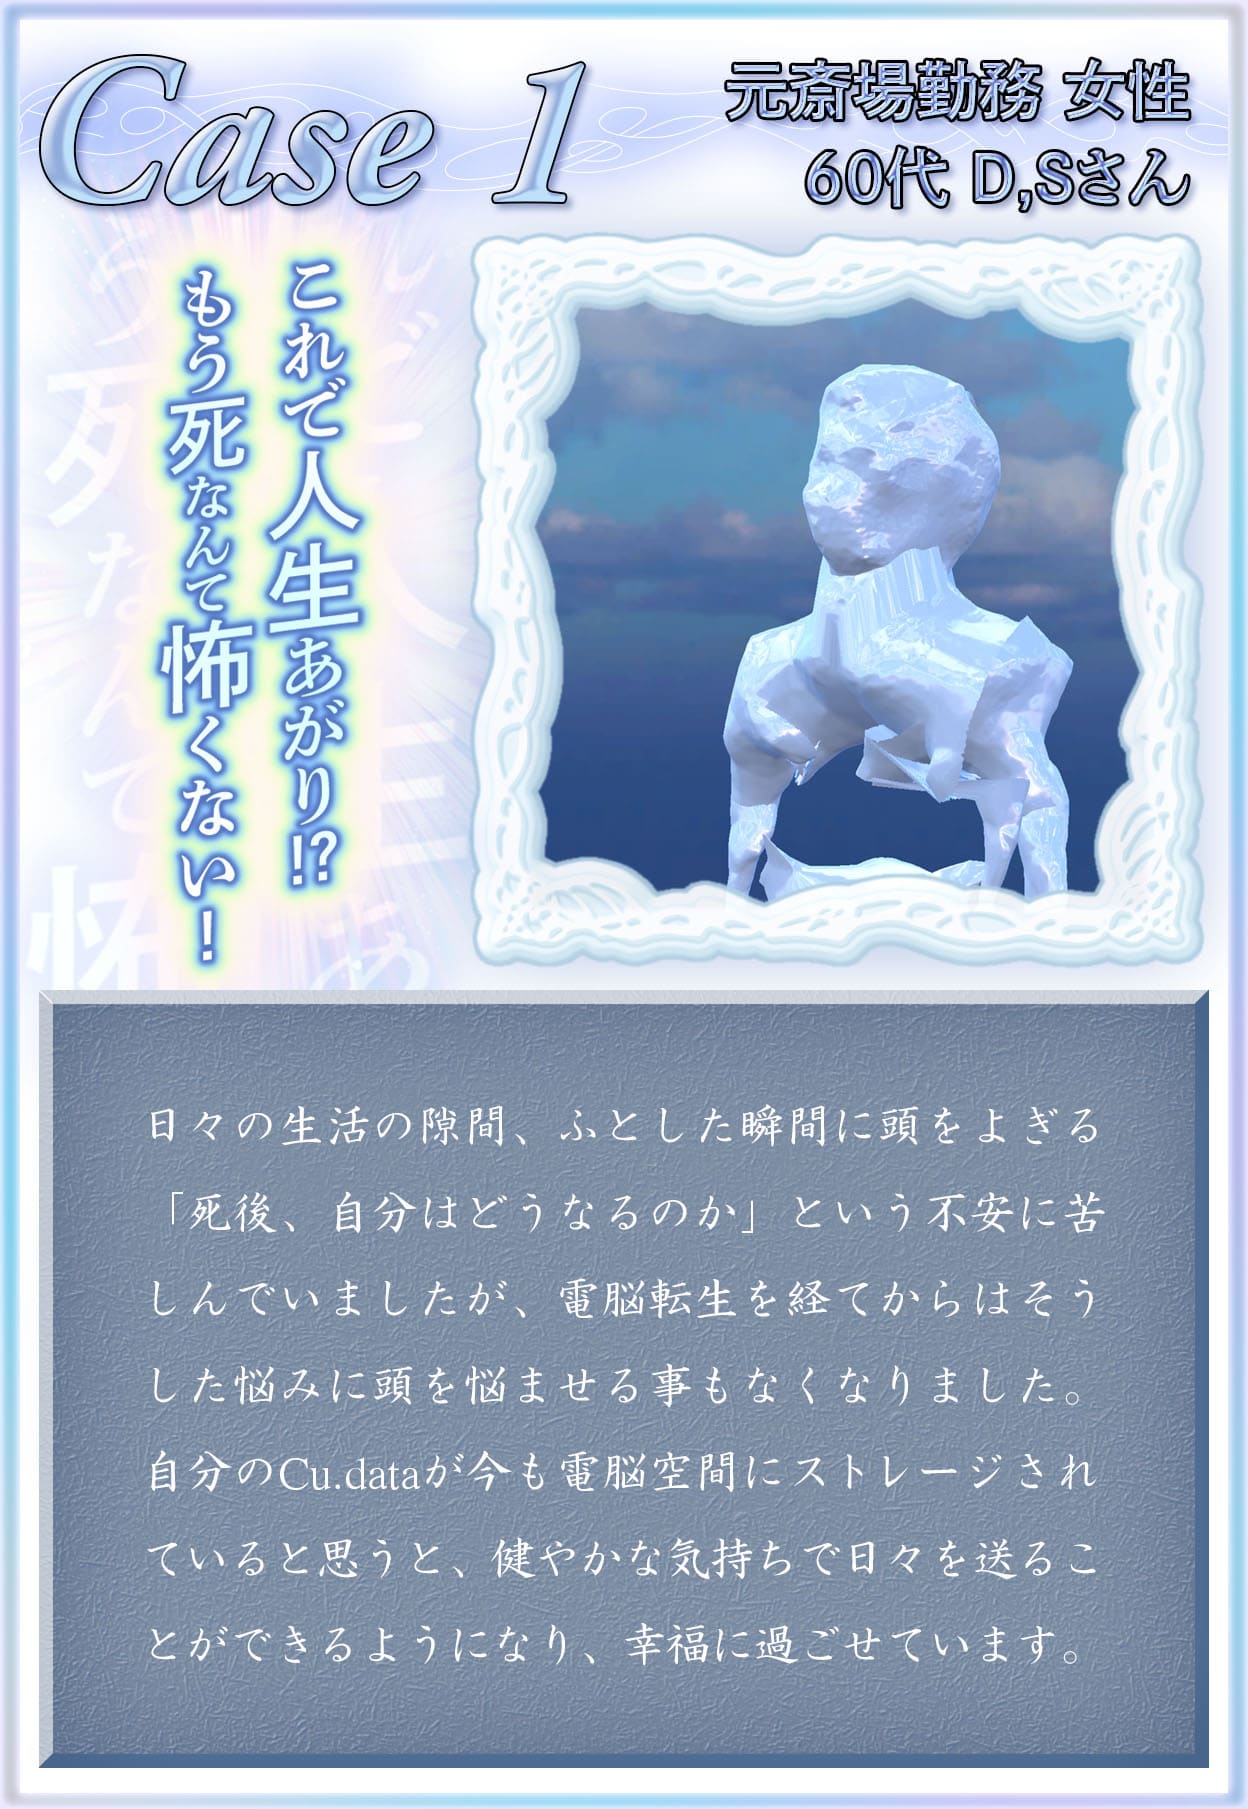 Case 1
元斎場勤務 女性
60代 D,Sさん
これで人生あがり!?
もう死なんて怖くない！
日々の生活の隙間、ふとした瞬間に頭をよぎる
「死後、自分はどうなるのか」という不安に苦
しんでいましたが、電脳転生を経てからはそう
した悩みに頭を悩ませる事もなくなりました。
自分のCu.dataが今も電脳空間にストレージされ
ていると思うと、健やかな気持ちで日々を送るこ
とができるようになり、幸福に過ごせています。